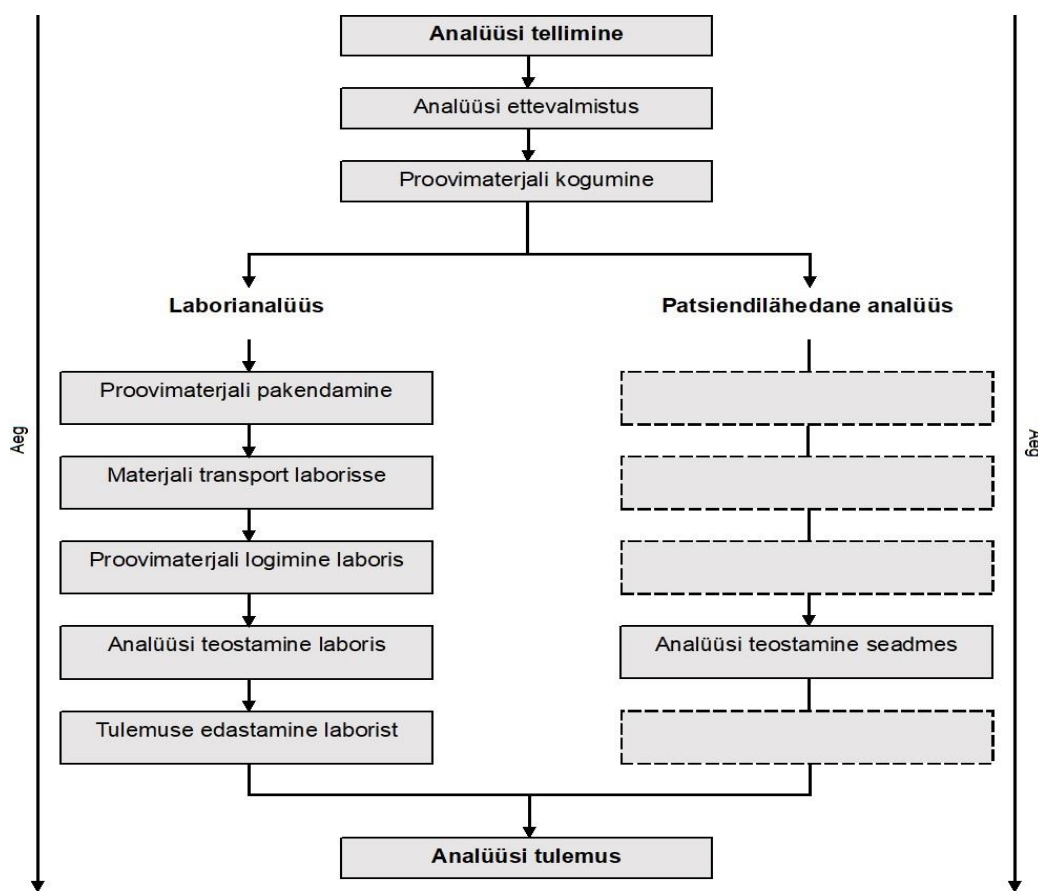 Analüüsi tellimine
Analüüsi ettevalmistus
Proovimaterjali kogumine
Laborianalüüs
Patsiendilähedane analüüs
Proovimaterjali pakendamine
Materjali transport laborisse
Proovimaterjali logimine laboris
Analüüsi teostamine laboris
Analüüsi teostamine seadmes
Tulemuse edastamine laborist
Analüüsi tulemus
Aeg
Aeg